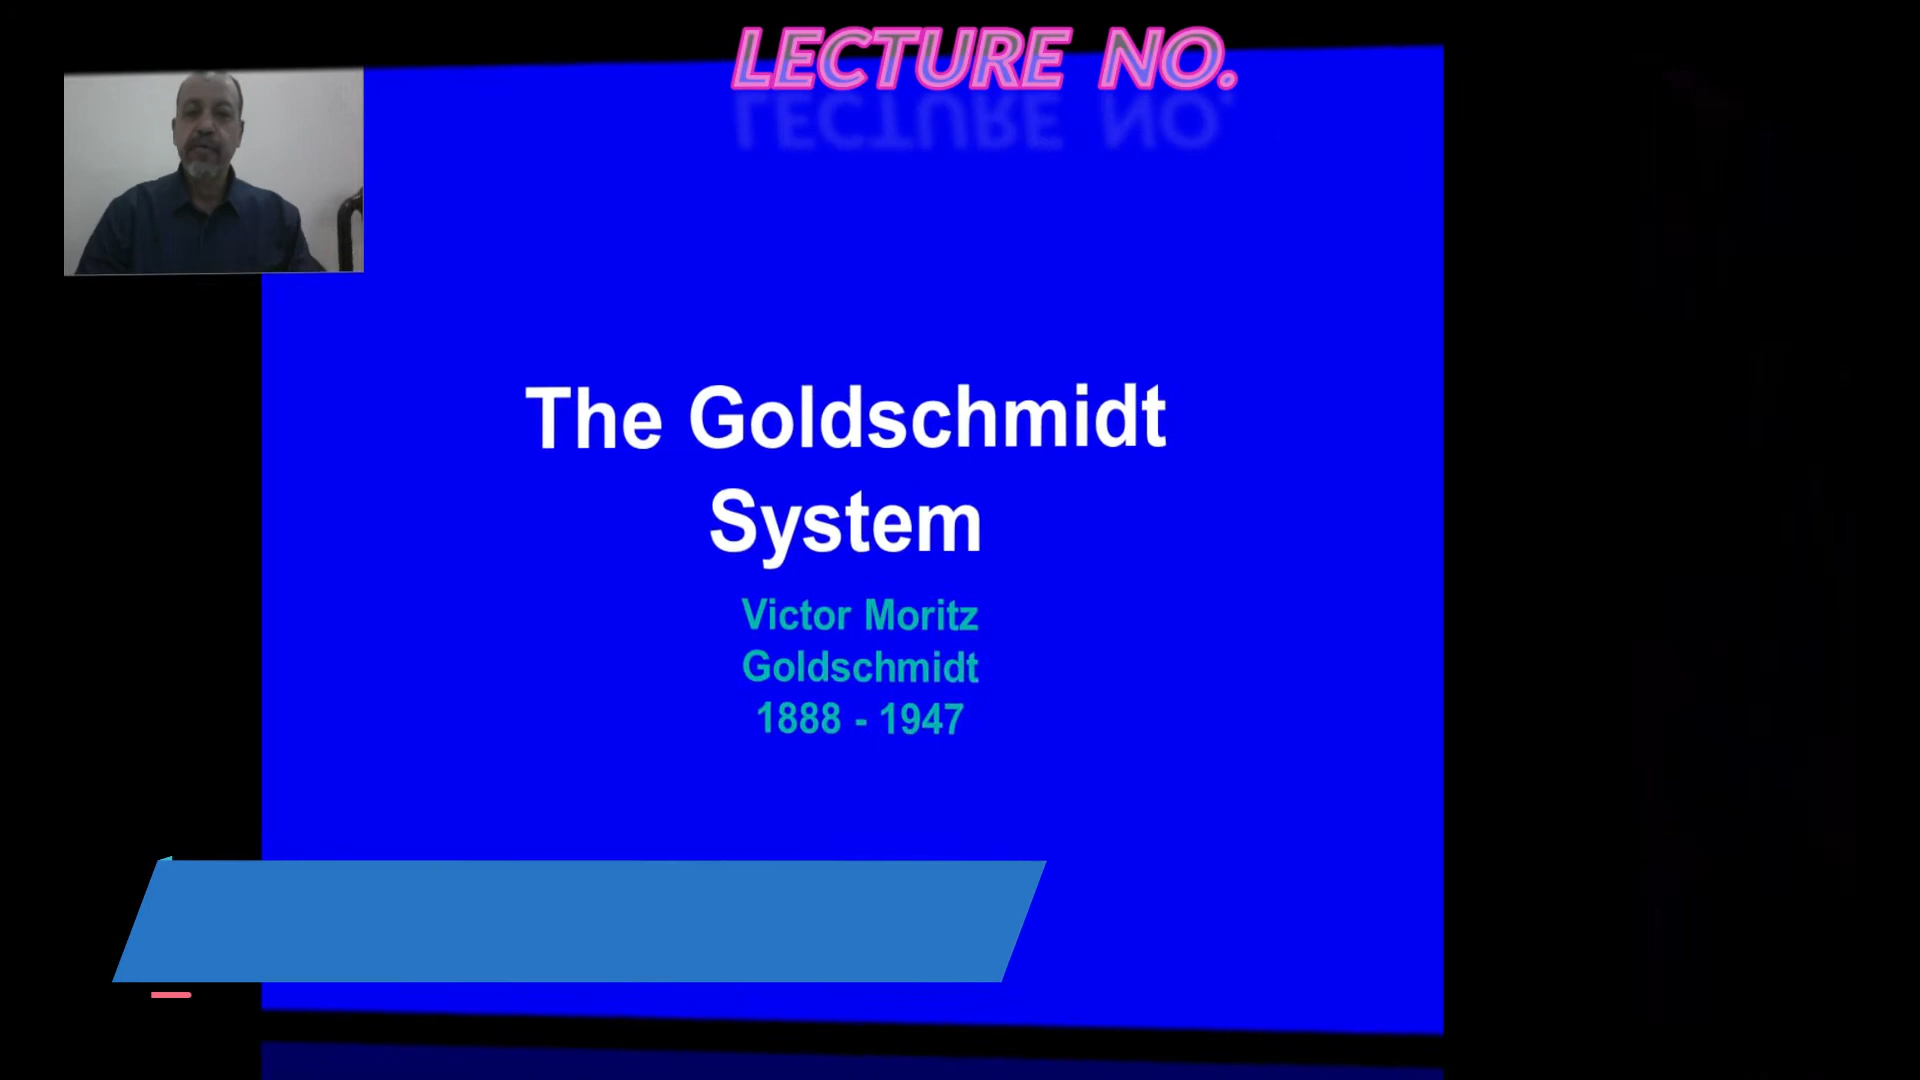 LECTURE NO.
The Goldschmidt
System
Victor Moritz
Goldschmidt
1888 - 1947